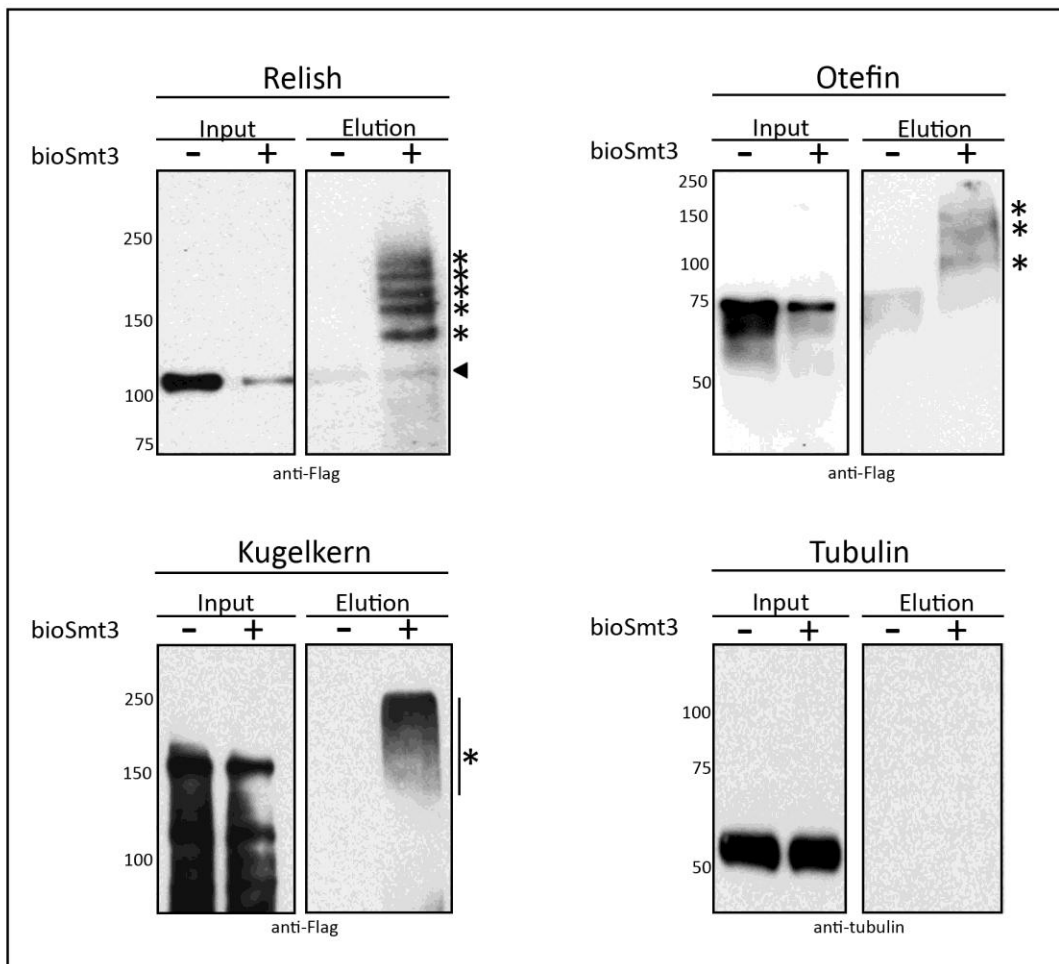 Relish
Input Elution
bioSmt3 - + - +
250
150
100
75
*
*
*
*
*
anti-Flag
Otefin
Input Elution
bioSmt3 - + - +
250
150
100
75
50
*
*
*
anti-Flag
Kugelkern
Input Elution
bioSmt3 - + - +
250
150
100
*
anti-Flag
Tubulin
Input Elution
bioSmt3 - + - +
100
75
50
anti-tubulin